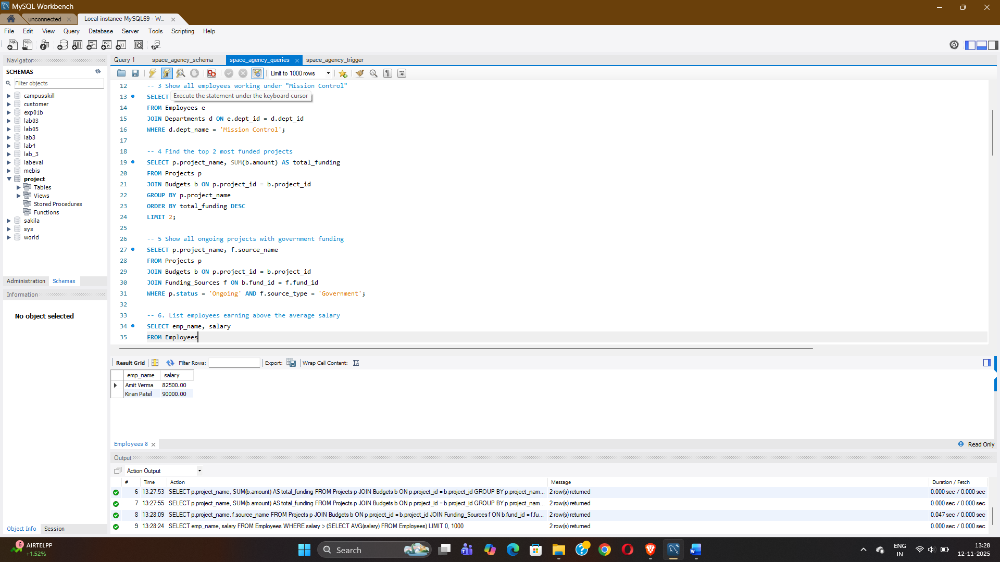 MySQL Workbench
unconnected
Local instance MySQL69 - W...
File Edit View Query Database Server Tools Scripting Help
Navigator
SCHEMAS
Filter objects
campusskill
customer
exp01b
lab03
lab05
lab3
lab4
lab_3
labeval
mebis
project
Tables
Views
Stored Procedures
Functions
sakila
sys
world
Administration Schemas
Information
No object selected
Object Info Session
Query 1 space_agency_schema space_agency_queries space_agency_trigger
Limit to 1000 rows
12 -- 3 Show all employees working under "Mission Control"
13 SELECT
Execute the statement under the keyboard cursor
14 FROM Employees e
15 JOIN Departments d ON e.dept_id = d.dept_id
16 WHERE d.dept_name = 'Mission Control';
17
18 -- 4 Find the top 2 most funded projects
19 SELECT p.project_name, SUM(b.amount) AS total_funding
20 FROM Projects p
21 JOIN Budgets b ON p.project_id = b.project_id
22 GROUP BY p.project_name
23 ORDER BY total_funding DESC
24 LIMIT 2;
25
26 -- 5 Show all ongoing projects with government funding
27 SELECT p.project_name, f.source_name
28 FROM Projects p
29 JOIN Budgets b ON p.project_id = b.project_id
30 JOIN Funding_Sources f ON b.fund_id = f.fund_id
31 WHERE p.status = 'Ongoing' AND f.source_type = 'Government';
32
33 -- 6. List employees earning above the average salary
34 SELECT emp_name, salary
35 FROM Employees
Result Grid Filter Rows: Export: Wrap Cell Content:
emp_name salary
Amit Verma 82500.00
Kiran Patel 90000.00
Employees 8
Read Only
Output
Action Output
# Time Action Message Duration / Fetch
6 13:27:53 SELECT p.project_name, SUM(b.amount) AS total_funding FROM Projects p JOIN Budgets b ON p.project_id = b.project_id GROUP BY p.project_nam... 2 row(s) returned 0.000 sec / 0.000 sec
7 13:27:55 SELECT p.project_name, SUM(b.amount) AS total_funding FROM Projects p JOIN Budgets b ON p.project_id = b.project_id GROUP BY p.project_nam... 2 row(s) returned 0.000 sec / 0.000 sec
8 13:28:09 SELECT p.project_name, f.source_name FROM Projects p JOIN Budgets b ON p.project_id = b.project_id JOIN Funding_Sources f ON b.fund_id = f.fu... 2 row(s) returned 0.047 sec / 0.000 sec
9 13:28:24 SELECT emp_name, salary FROM Employees WHERE salary > (SELECT AVG(salary) FROM Employees) LIMIT 0, 1000 2 row(s) returned 0.000 sec / 0.000 sec
6
AIRTELPP
+1.52%
Search
ENG
IN
13:28
12-11-2025